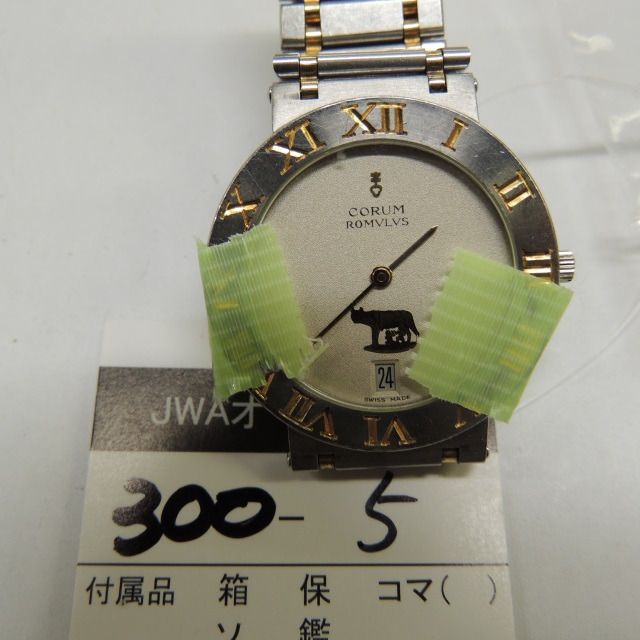 XII
XI
I
X
II
III
CORUM
ROMVLVS
24
SWISS MADE
VII
VI
JWAオ
300-5
付属品 箱 保 コマ( )
ソ 鑑